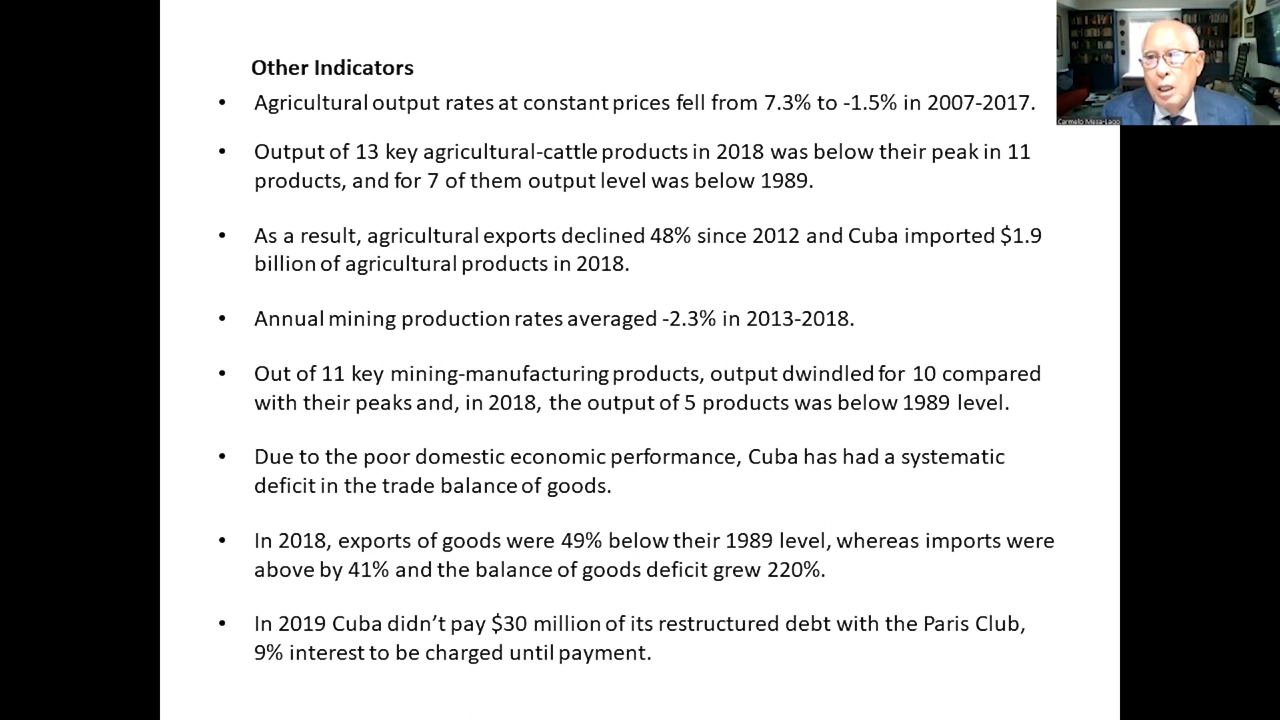 Other Indicators
• Agricultural output rates at constant prices fell from 7.3% to -1.5% in 2007-2017.
• Output of 13 key agricultural-cattle products in 2018 was below their peak in 11
products, and for 7 of them output level was below 1989.
• As a result, agricultural exports declined 48% since 2012 and Cuba imported $1.9
billion of agricultural products in 2018.
• Annual mining production rates averaged -2.3% in 2013-2018.
• Out of 11 key mining-manufacturing products, output dwindled for 10 compared
with their peaks and, in 2018, the output of 5 products was below 1989 level.
• Due to the poor domestic economic performance, Cuba has had a systematic
deficit in the trade balance of goods.
• In 2018, exports of goods were 49% below their 1989 level, whereas imports were
above by 41% and the balance of goods deficit grew 220%.
• In 2019 Cuba didn’t pay $30 million of its restructured debt with the Paris Club,
9% interest to be charged until payment.
Carmelo Mesa-Lago